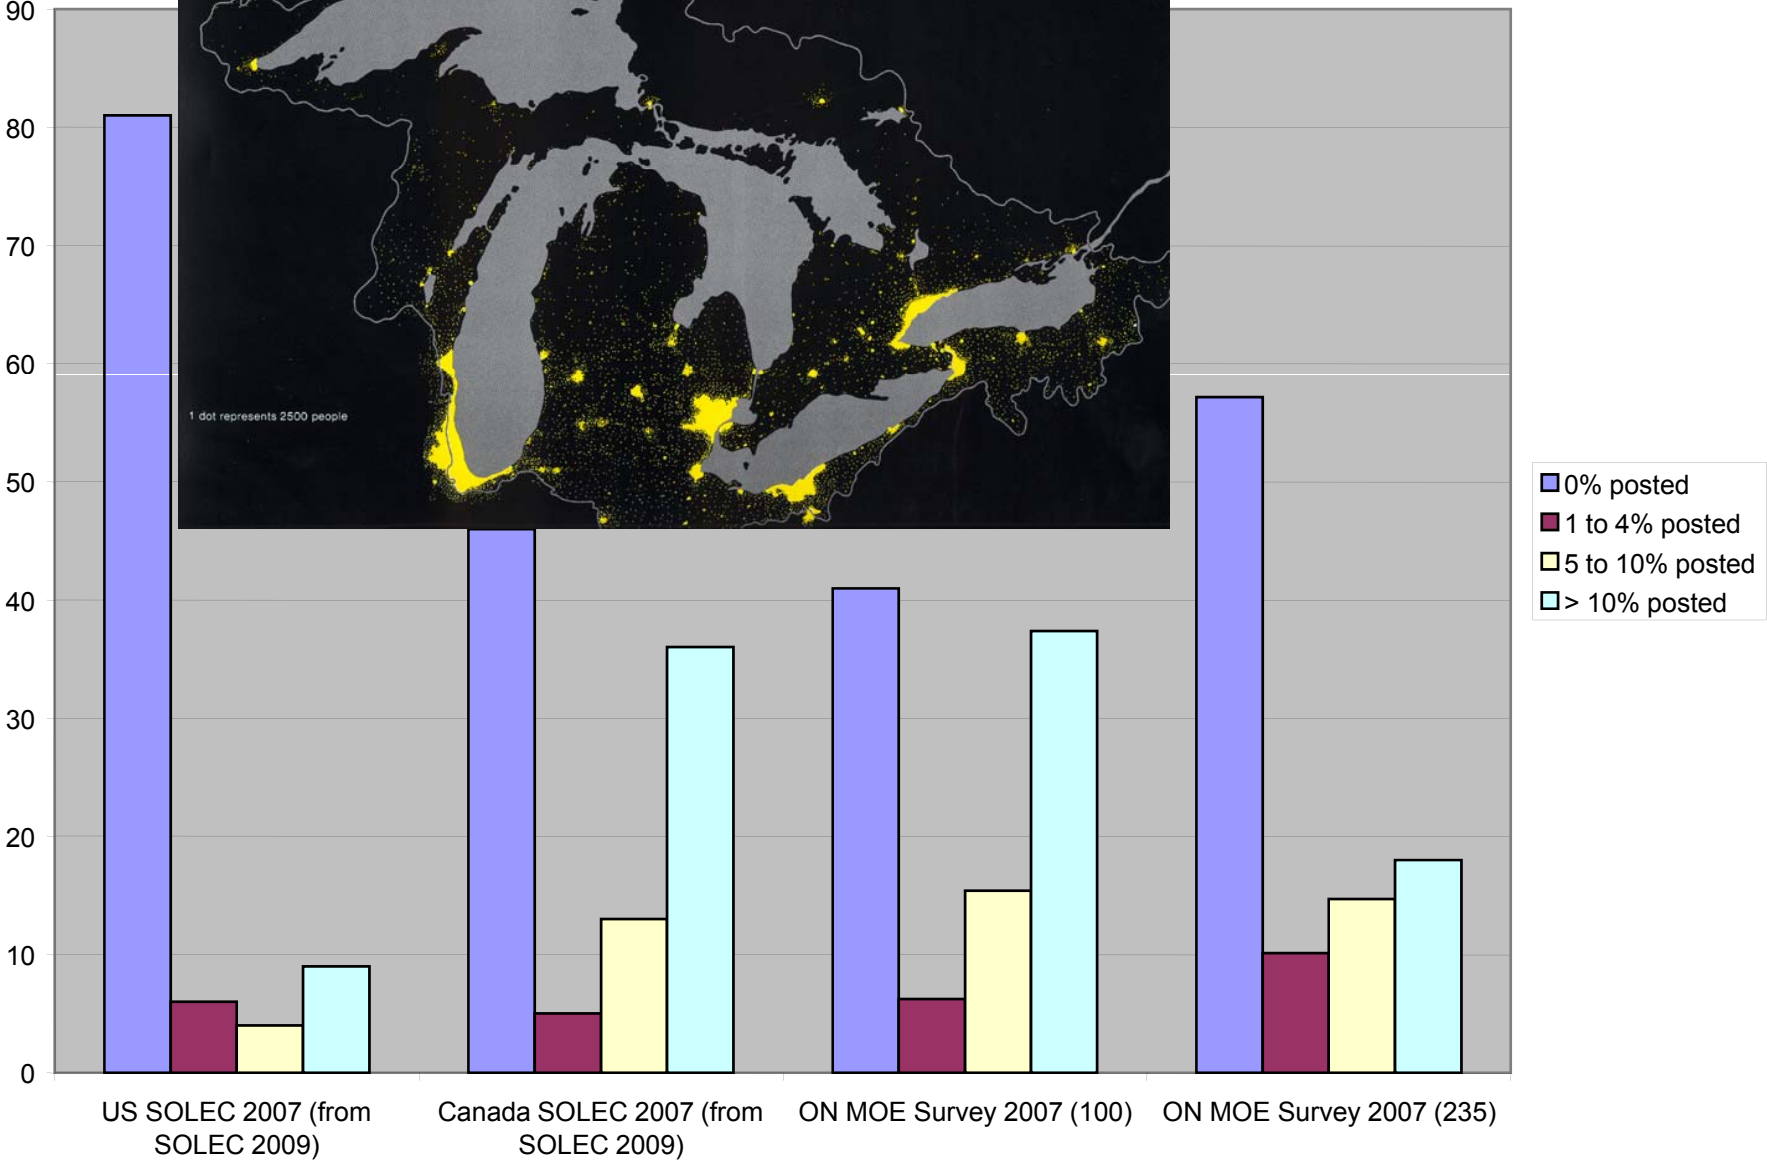 90
80
70
60
50
40
30
20
10
0
1 dot represents 2500 people
0% posted
1 to 4% posted
5 to 10% posted
> 10% posted
US SOLEC 2007 (from
SOLEC 2009)
Canada SOLEC 2007 (from
SOLEC 2009)
ON MOE Survey 2007 (100)
ON MOE Survey 2007 (235)